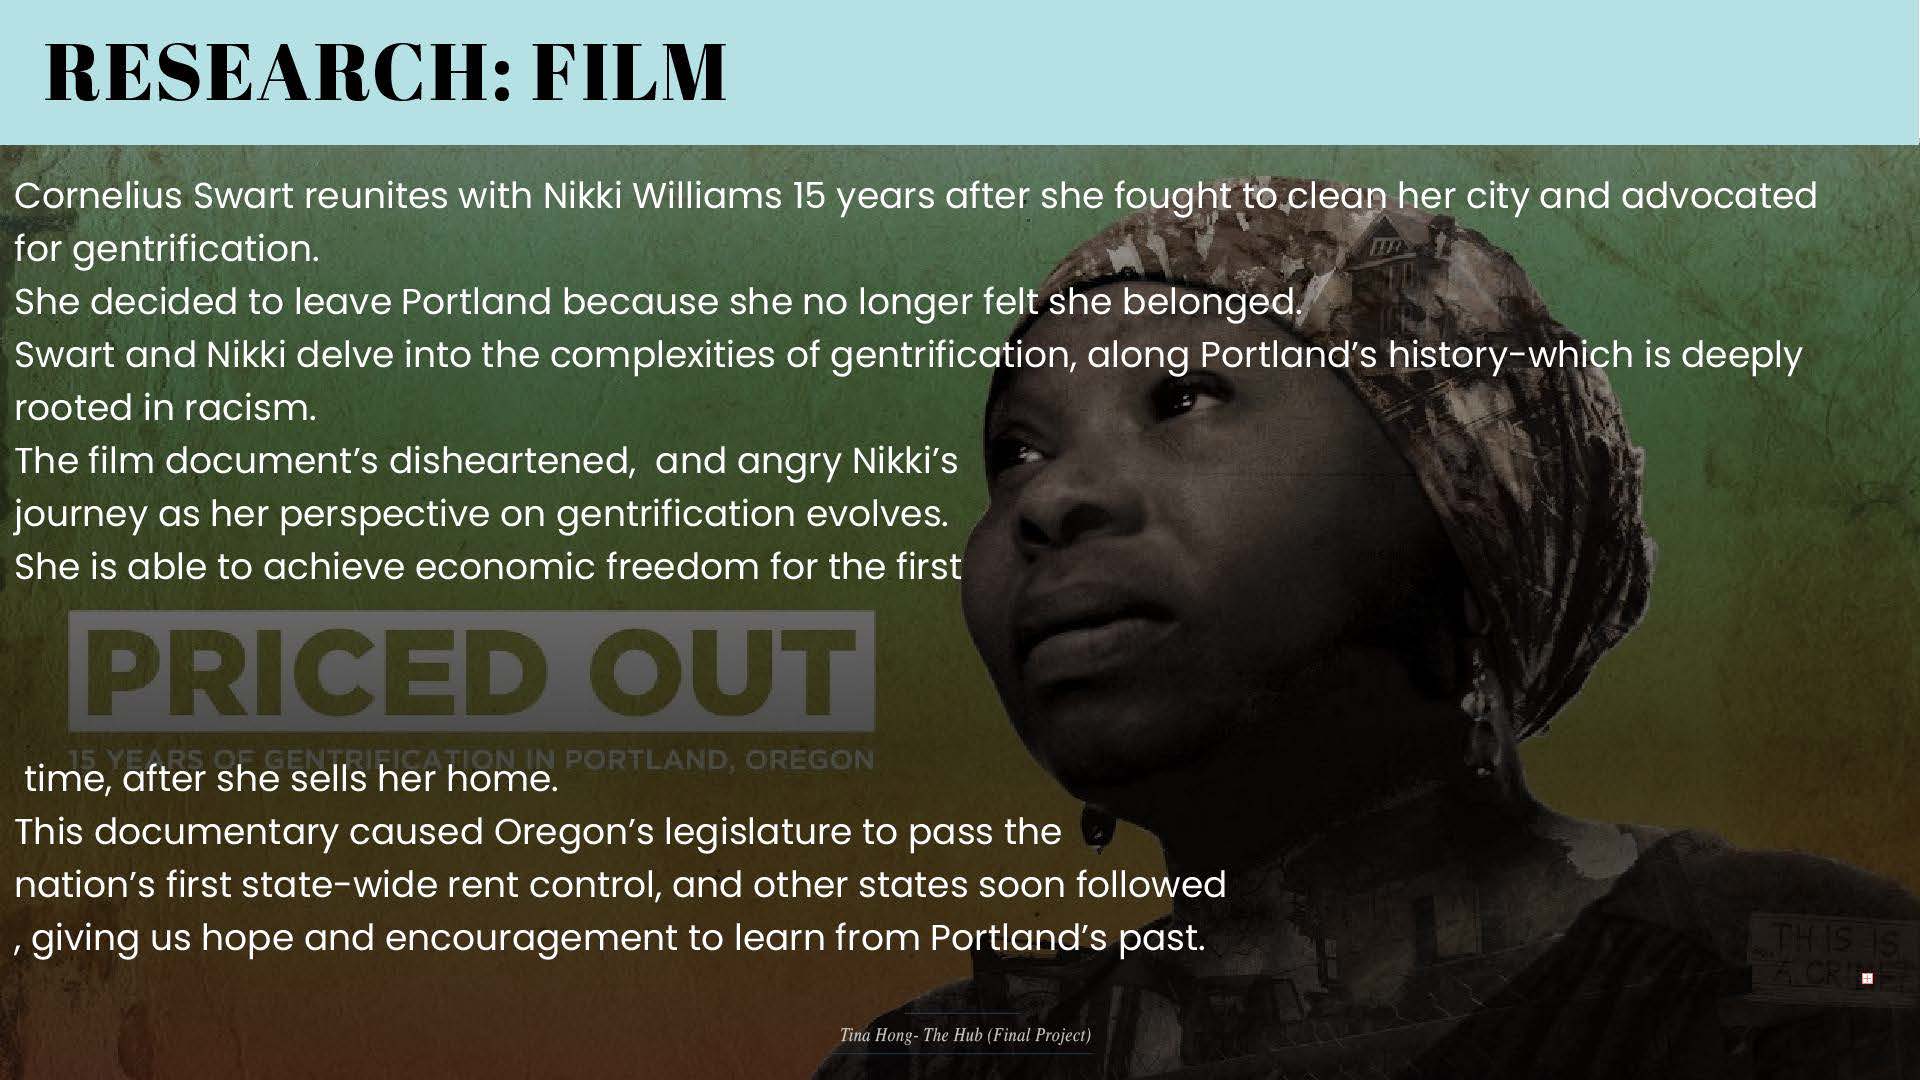 RESEARCH: FILM
Cornelius Swart reunites with Nikki Williams 15 years after she fought to clean her city and advocated
for gentrification.
She decided to leave Portland because she no longer felt she belonged.
Swart and Nikki delve into the complexities of gentrification, along Portland's history-which is deeply
rooted in racism.
The film document's disheartened,  and angry Nikki's
journey as her perspective on gentrification evolves.
She is able to achieve economic freedom for the first
PRICED OUT
15 YEARS OF GENTRIFICATION IN PORTLAND, OREGON
time, after she sells her home.
This documentary caused Oregon's legislature to pass the
nation's first state-wide rent control, and other states soon followed
, giving us hope and encouragement to learn from Portland's past.
THIS IS
A CRIME
Tina Hong- The Hub (Final Project)